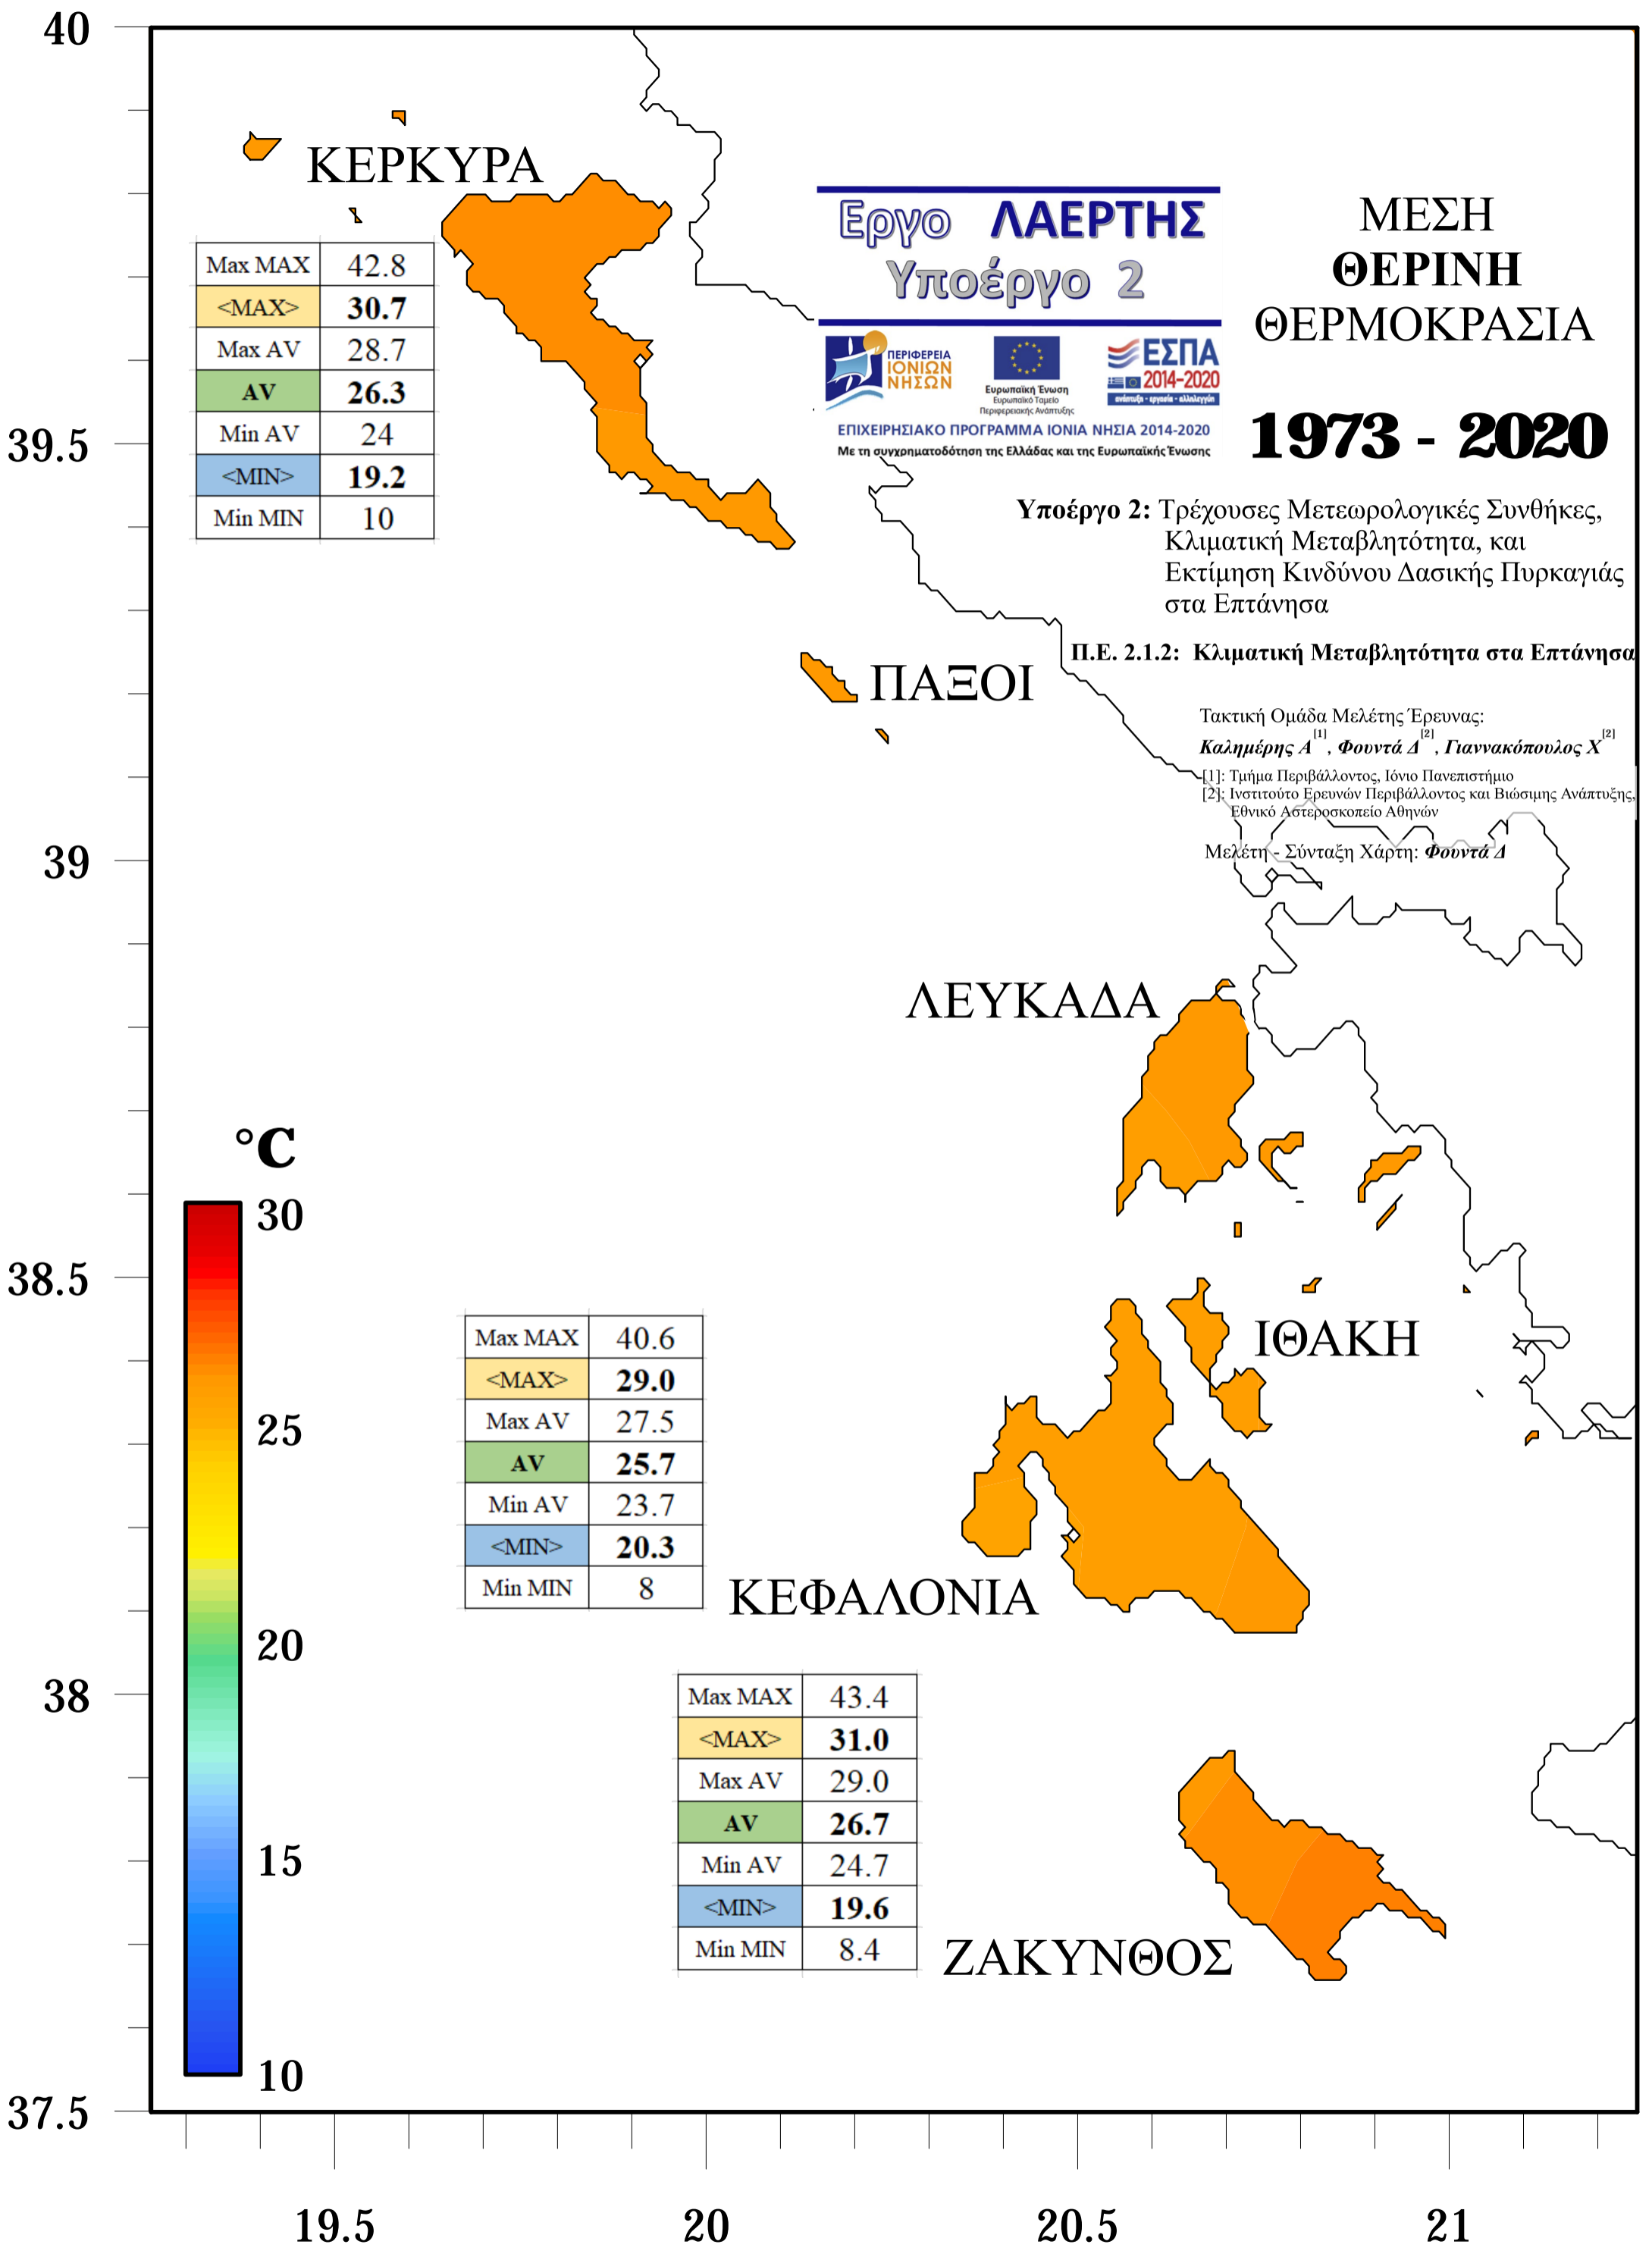 40
39.5
39
38.5
38
37.5
ΚΕΡΚΥΡΑ
Max MAX 42.8
<MAX> 30.7
Max AV 28.7
AV 26.3
Min AV 24
<MIN> 19.2
Min MIN 10
Εργο ΛΑΕΡΤΗΣ
Υποέργο 2
ΠΕΡΙΦΕΡΕΙΑ
ΙΟΝΙΩΝ
ΝΗΣΩΝ
Ευρωπαϊκή Ένωση
Ευρωπαϊκό Ταμείο
Περιφερειακής Ανάπτυξης
ΕΣΠΑ
2014-2020
ανάπτυξη - εργασία - αλληλεγγύη
ΕΠΙΧΕΙΡΗΣΙΑΚΟ ΠΡΟΓΡΑΜΜΑ ΙΟΝΙΑ ΝΗΣΙΑ 2014-2020
Με τη συγχρηματοδότηση της Ελλάδας και της Ευρωπαϊκής Ένωσης
ΜΕΣΗ
ΘΕΡΙΝΗ
ΘΕΡΜΟΚΡΑΣΙΑ
1973 - 2020
Υποέργο 2: Τρέχουσες Μετεωρολογικές Συνθήκες,
Κλιματική Μεταβλητότητα, και
Εκτίμηση Κινδύνου Δασικής Πυρκαγιάς
στα Επτάνησα
Π.Ε. 2.1.2: Κλιματική Μεταβλητότητα στα Επτάνησα
Τακτική Ομάδα Μελέτης Έρευνας:
Καλημέρης Α[1], Φουντά Δ[2], Γιαννακόπουλος Χ[2]
[1]: Τμήμα Περιβάλλοντος, Ιόνιο Πανεπιστήμιο
[2]: Ινστιτούτο Ερευνών Περιβάλλοντος και Βιώσιμης Ανάπτυξης,
Εθνικό Αστεροσκοπείο Αθηνών
Μελέτη - Σύνταξη Χάρτη: Φουντά Δ
ΠΑΞΟΙ
ΛΕΥΚΑΔΑ
ΙΘΑΚΗ
°C
30
25
20
15
10
Max MAX 40.6
<MAX> 29.0
Max AV 27.5
AV 25.7
Min AV 23.7
<MIN> 20.3
Min MIN 8
ΚΕΦΑΛΟΝΙΑ
Max MAX 43.4
<MAX> 31.0
Max AV 29.0
AV 26.7
Min AV 24.7
<MIN> 19.6
Min MIN 8.4
ΖΑΚΥΝΘΟΣ
19.5 20 20.5 21